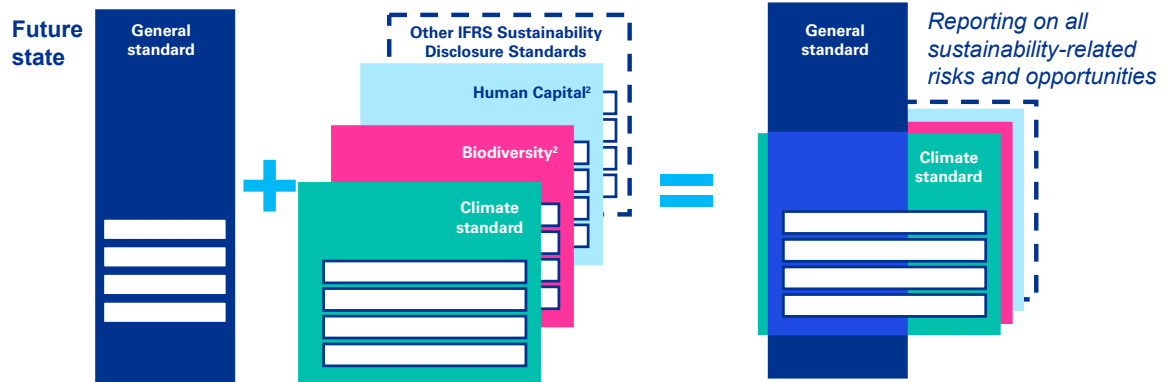 Future
state
General
standard
Other IFRS Sustainability
Disclosure Standards
Human Capital²
Biodiversity²
Climate
standard
General
standard
Climate
standard
Reporting on all
sustainability-related
risks and opportunities